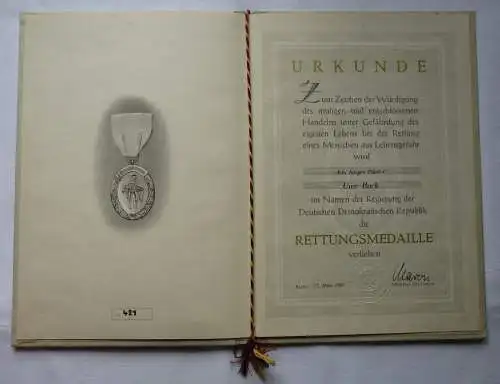 421
URKUNDE
Zum Zeichen der Würdigung
des mutigen und entschlossenen
Handelns unter Gefährdung des
eigenen Lebens bei der Rettung
eines Menschen aus Lebensgefahr
wird
Uwe
im Namen der Regierung der
Deutschen Demokratischen Republik
die
RETTUNGSMEDAILLE
verliehen
Berlin